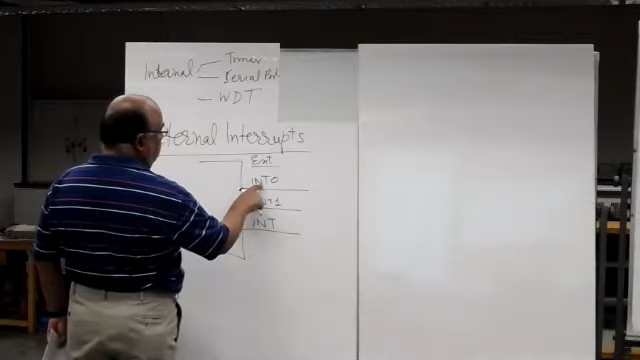 Internal Timer
Serial Port
— WDT
ternal Interrupts
Ext
INT0
INT